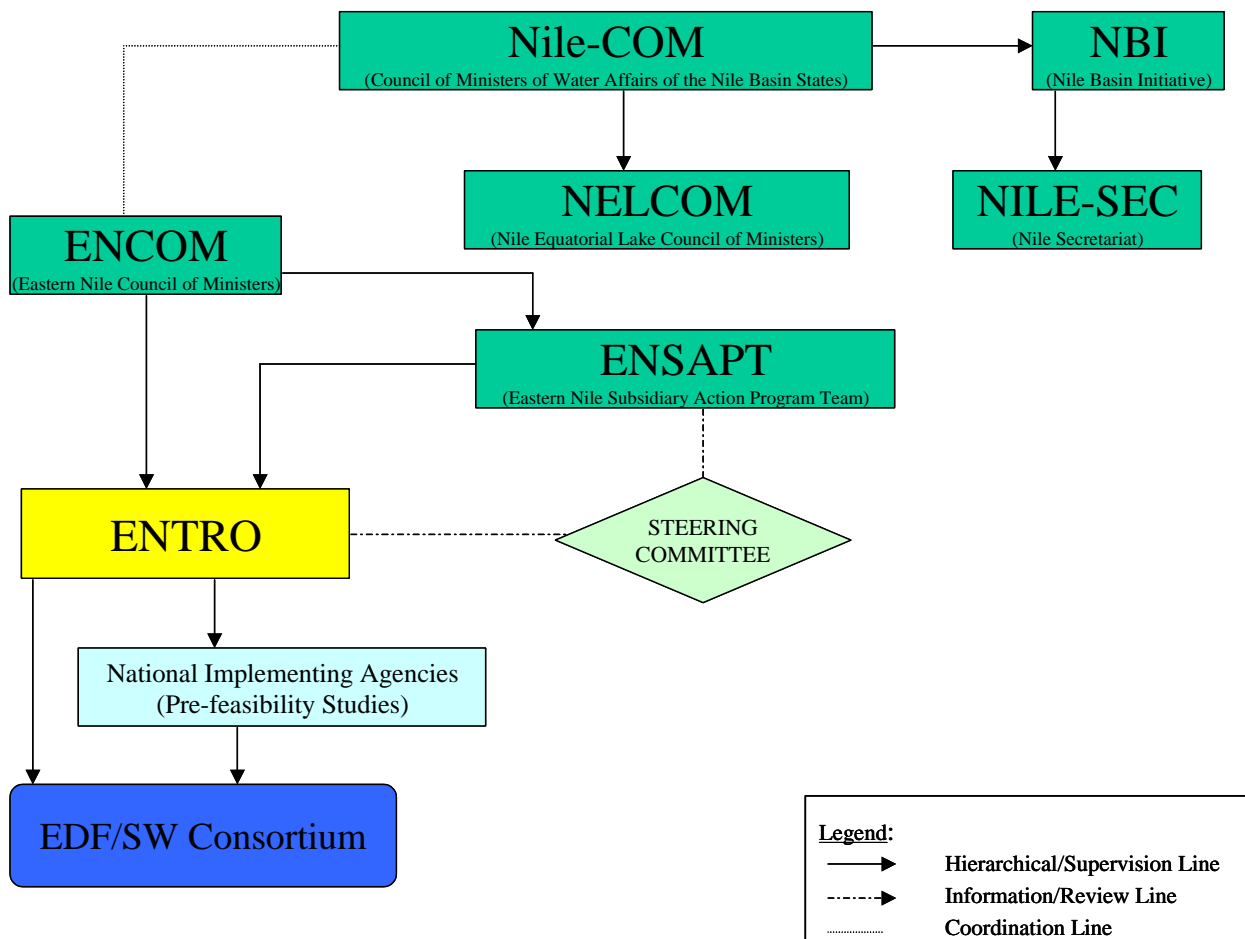 Nile-COM
(Council of Ministers of Water Affairs of the Nile Basin States)
NBI
(Nile Basin Initiative)
NELCOM
(Nile Equatorial Lake Council of Ministers)
NILE-SEC
(Nile Secretariat)
ENCOM
(Eastern Nile Council of Ministers)
ENSAPT
(Eastern Nile Subsidiary Action Program Team)
ENTRO
STEERING
COMMITTEE
National Implementing Agencies
(Pre-feasibility Studies)
EDF/SW Consortium
Legend:
Hierarchical/Supervision Line
Information/Review Line
Coordination Line